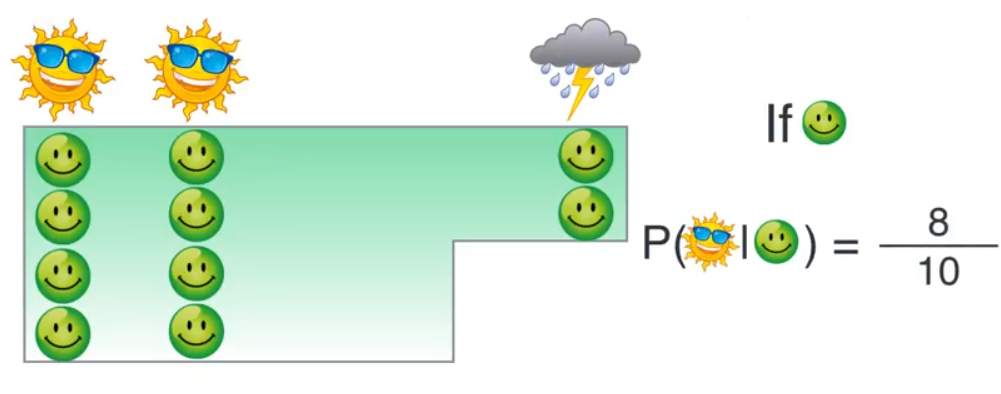 If
P( | ) = 8/10